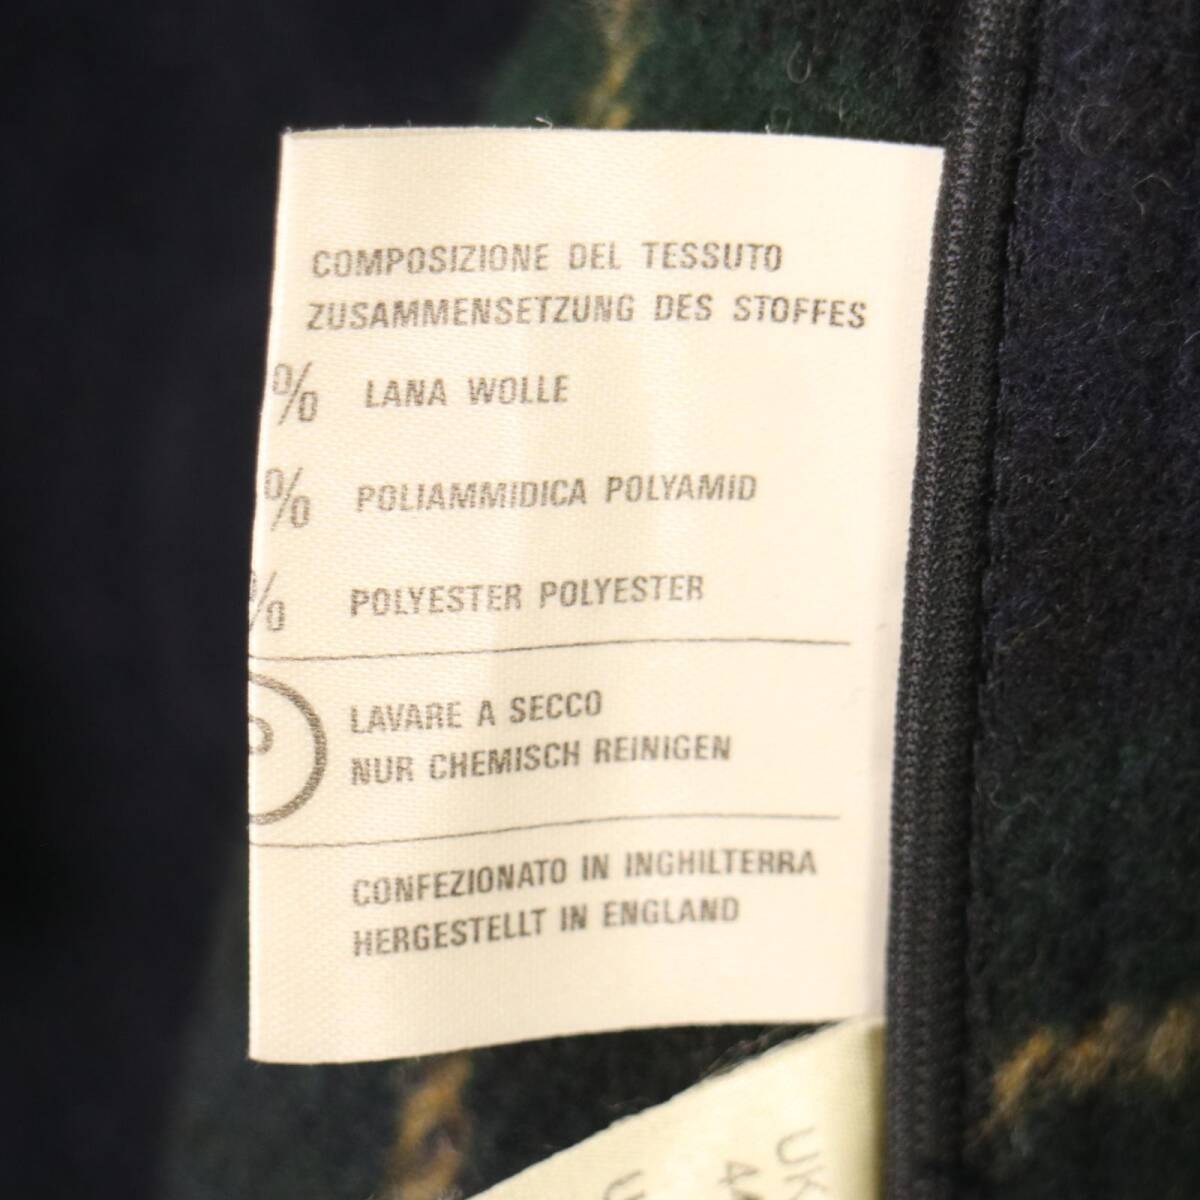 COMPOSIZIONE DEL TESSUTO
ZUSAMMENSETZUNG DES STOFFES
% LANA WOLLE
% POLIAMMIDICA POLYAMID
% POLYESTER POLYESTER
P
LAVARE A SECCO
NUR CHEMISCH REINIGEN
CONFEZIONATO IN INGHILTERRA
HERGESTELLT IN ENGLAND
UK